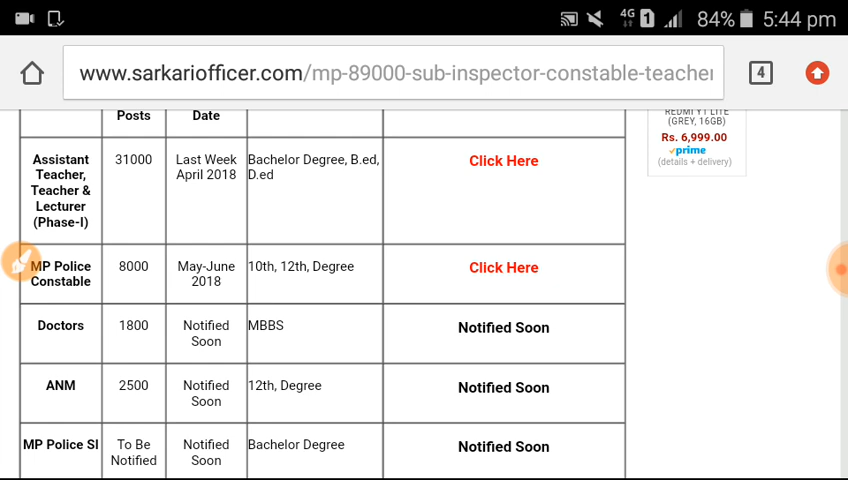 4G 1 84% 5:44 pm
www.sarkariofficer.com/mp-89000-sub-inspector-constable-teacher
4
Posts Date
REDMI Y1 LITE
(GREY, 16GB)
Rs. 6,999.00
prime
(details + delivery)
Assistant
Teacher,
Teacher &
Lecturer
(Phase-I)
31000
Last Week
April 2018
Bachelor Degree, B.ed,
D.ed
Click Here
MP Police
Constable
8000
May-June
2018
10th, 12th, Degree
Click Here
Doctors
1800
Notified
Soon
MBBS
Notified Soon
ANM
2500
Notified
Soon
12th, Degree
Notified Soon
MP Police SI
To Be
Notified
Notified
Soon
Bachelor Degree
Notified Soon